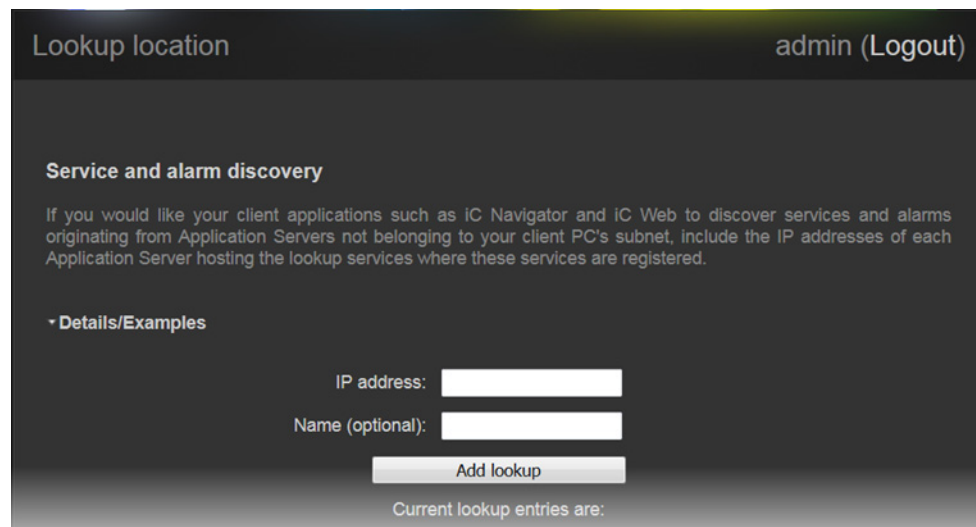 Lookup location
admin (Logout)
Service and alarm discovery
If you would like your client applications such as iC Navigator and iC Web to discover services and alarms
originating from Application Servers not belonging to your client PC's subnet, include the IP addresses of each
Application Server hosting the lookup services where these services are registered.
Details/Examples
IP address:
Name (optional):
Add lookup
Current lookup entries are: